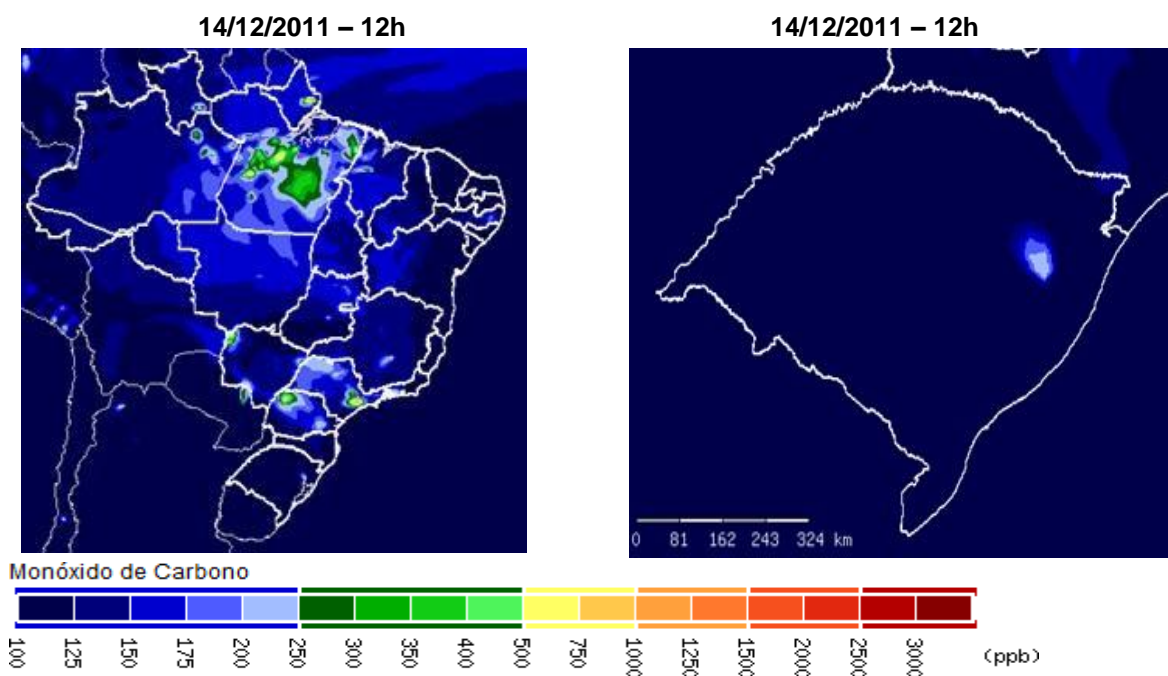 14/12/2011 – 12h
14/12/2011 – 12h
0 81 162 243 324 km
Monóxido de Carbono
100 125 150 175 200 250 300 350 400 500 750 1000 1250 1500 2000 2500 3000 (ppb)